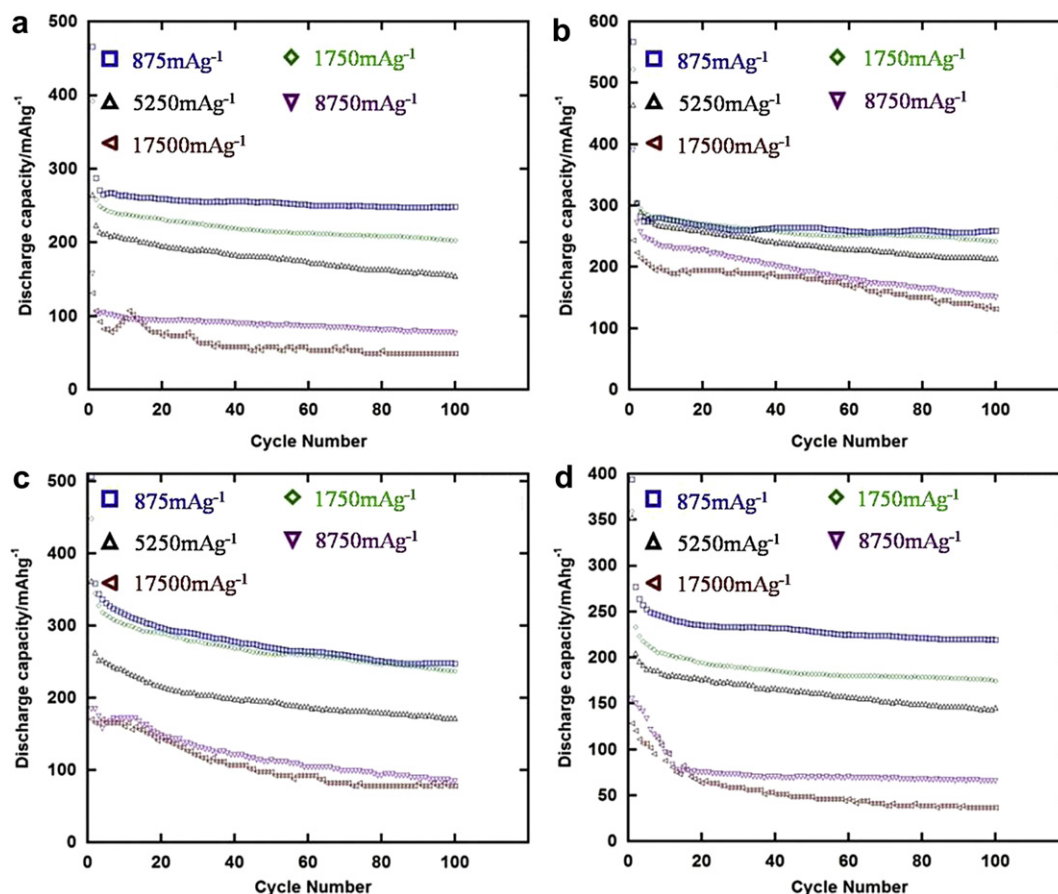 a
500
400
300
200
100
0
Discharge capacity/mAhg⁻¹
875mAg⁻¹ 1750mAg⁻¹
5250mAg⁻¹ 8750mAg⁻¹
17500mAg⁻¹
0 20 40 60 80 100
Cycle Number
b
600
500
400
300
200
100
0
Discharge capacity/mAhg⁻¹
875mAg⁻¹ 1750mAg⁻¹
5250mAg⁻¹ 8750mAg⁻¹
17500mAg⁻¹
0 20 40 60 80 100
Cycle Number
c
500
400
300
200
100
0
Discharge capacity/mAhg⁻¹
875mAg⁻¹ 1750mAg⁻¹
5250mAg⁻¹ 8750mAg⁻¹
17500mAg⁻¹
0 20 40 60 80 100
Cycle Number
d
400
350
300
250
200
150
100
50
0
Discharge capacity/mAhg⁻¹
875mAg⁻¹ 1750mAg⁻¹
5250mAg⁻¹ 8750mAg⁻¹
17500mAg⁻¹
0 20 40 60 80 100
Cycle Number